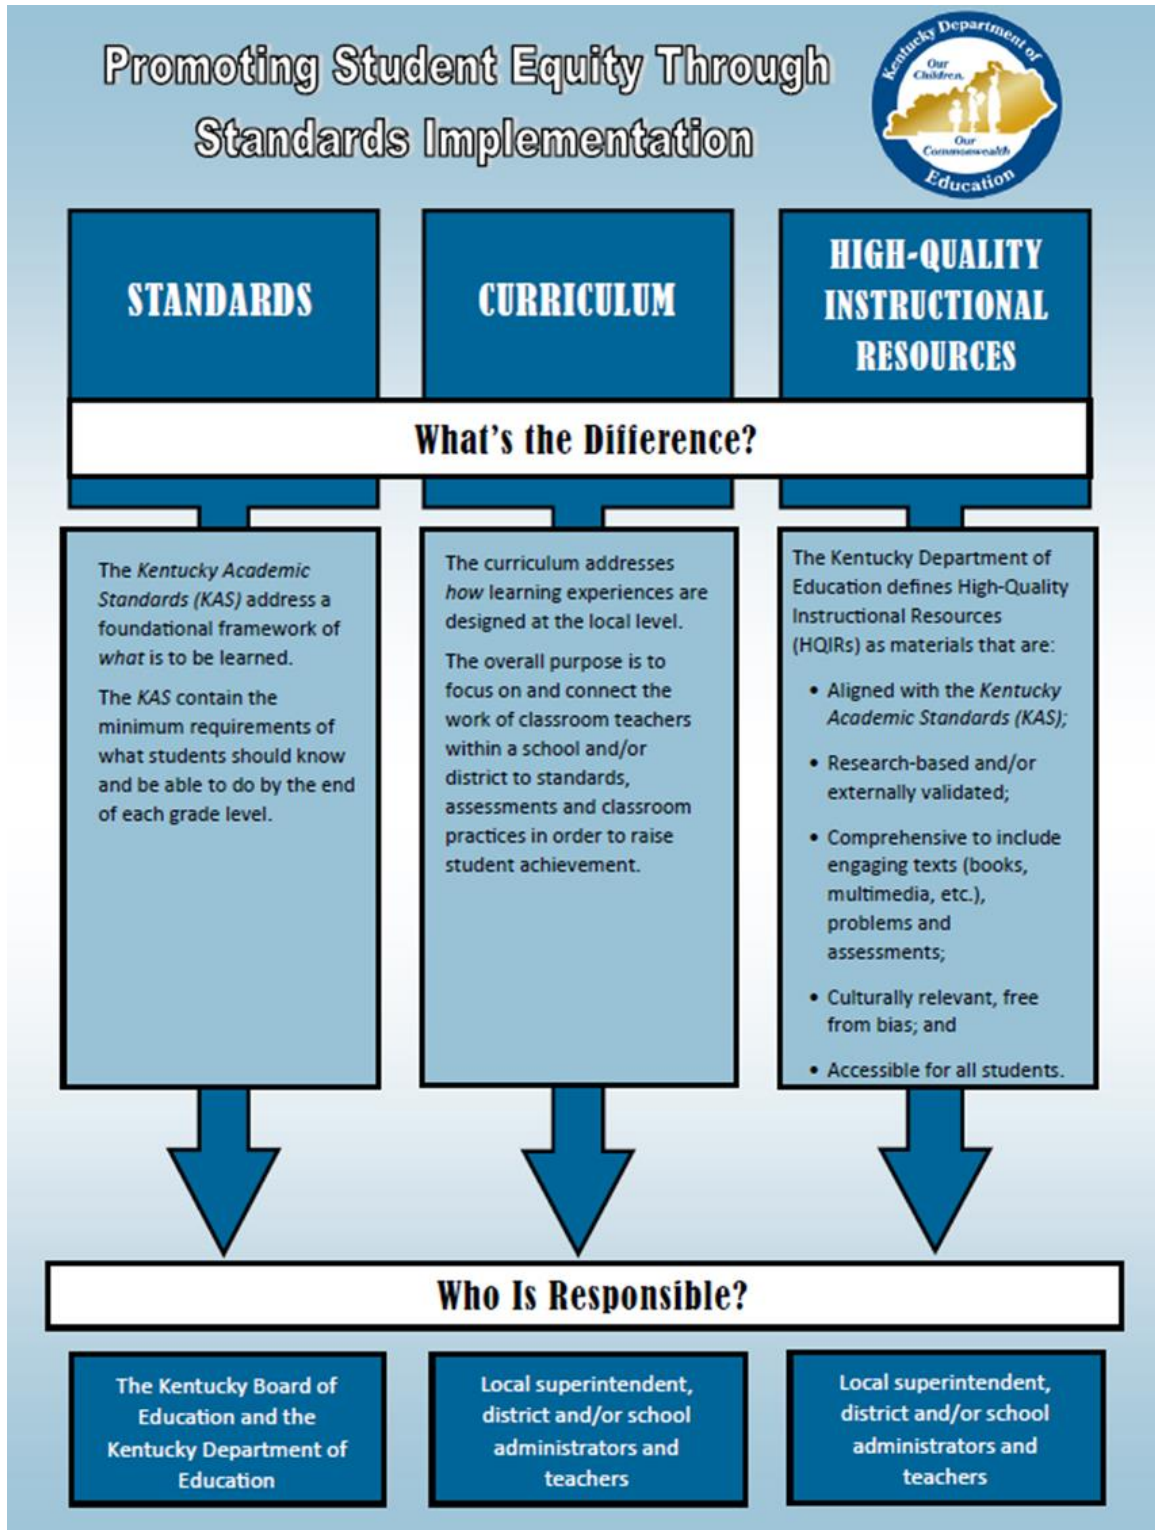 Promoting Student Equity Through
Standards Implementation
Kentucky Department of
Our
Children,
Our
Commonwealth
Education
STANDARDS
CURRICULUM
HIGH-QUALITY
INSTRUCTIONAL
RESOURCES
What's the Difference?
The Kentucky Academic
Standards (KAS) address a
foundational framework of
what is to be learned.
The KAS contain the
minimum requirements of
what students should know
and be able to do by the end
of each grade level.
The curriculum addresses
how learning experiences are
designed at the local level.
The overall purpose is to
focus on and connect the
work of classroom teachers
within a school and/or
district to standards,
assessments and classroom
practices in order to raise
student achievement.
The Kentucky Department of
Education defines High-Quality
Instructional Resources
(HQIRs) as materials that are:
• Aligned with the Kentucky
Academic Standards (KAS);
• Research-based and/or
externally validated;
• Comprehensive to include
engaging texts (books,
multimedia, etc.),
problems and
assessments;
• Culturally relevant, free
from bias; and
• Accessible for all students.
Who Is Responsible?
The Kentucky Board of
Education and the
Kentucky Department of
Education
Local superintendent,
district and/or school
administrators and
teachers
Local superintendent,
district and/or school
administrators and
teachers